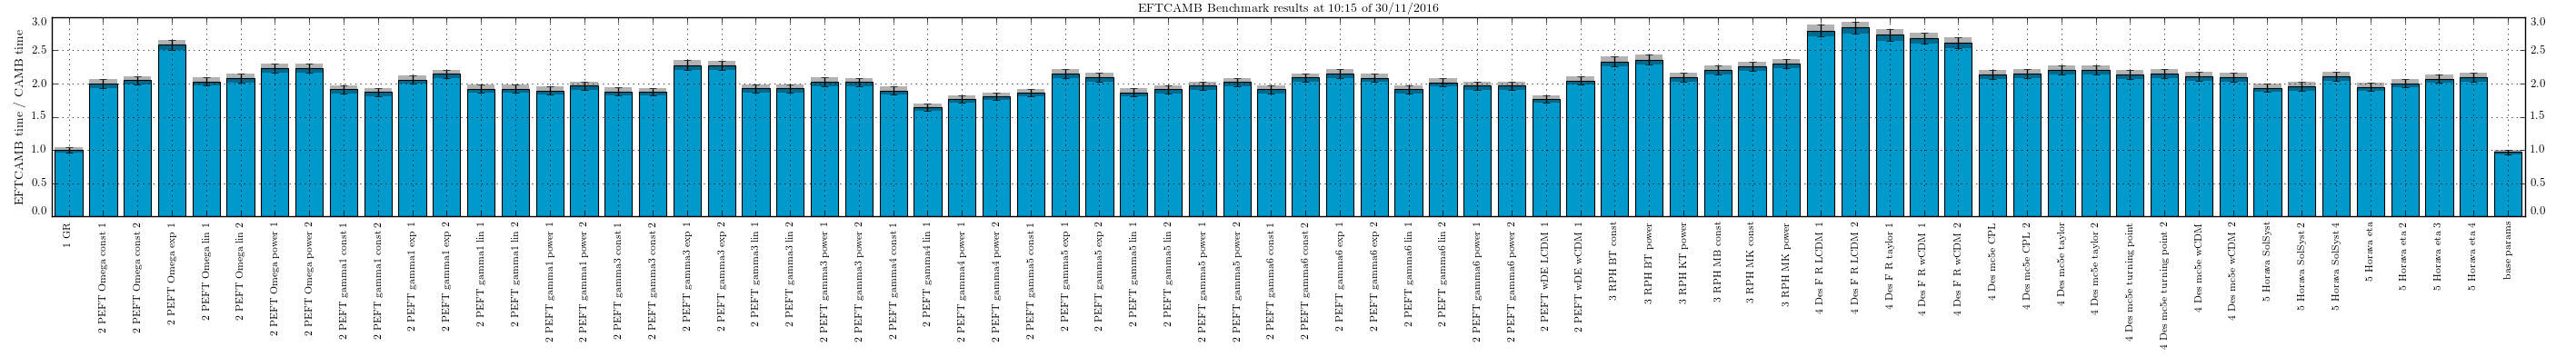 EFTCAMB Benchmark results at 10:15 of 30/11/2016
EFTCAMB time / CAMB time
3.0
2.5
2.0
1.5
1.0
0.5
0.0
3.0
2.5
2.0
1.5
1.0
0.5
0.0
1 GR
2 PEFT Omega const 1
2 PEFT Omega const 2
2 PEFT Omega exp 1
2 PEFT Omega lin 1
2 PEFT Omega lin 2
2 PEFT Omega power 1
2 PEFT Omega power 2
2 PEFT gamma1 const 1
2 PEFT gamma1 const 2
2 PEFT gamma1 exp 1
2 PEFT gamma1 exp 2
2 PEFT gamma1 lin 1
2 PEFT gamma1 lin 2
2 PEFT gamma1 power 1
2 PEFT gamma1 power 2
2 PEFT gamma3 const 1
2 PEFT gamma3 const 2
2 PEFT gamma3 exp 1
2 PEFT gamma3 exp 2
2 PEFT gamma3 lin 1
2 PEFT gamma3 lin 2
2 PEFT gamma3 power 1
2 PEFT gamma3 power 2
2 PEFT gamma4 const 1
2 PEFT gamma4 lin 1
2 PEFT gamma4 power 1
2 PEFT gamma4 power 2
2 PEFT gamma5 const 1
2 PEFT gamma5 exp 1
2 PEFT gamma5 exp 2
2 PEFT gamma5 lin 1
2 PEFT gamma5 lin 2
2 PEFT gamma5 power 1
2 PEFT gamma5 power 2
2 PEFT gamma6 const 1
2 PEFT gamma6 const 2
2 PEFT gamma6 exp 1
2 PEFT gamma6 exp 2
2 PEFT gamma6 lin 1
2 PEFT gamma6 lin 2
2 PEFT gamma6 power 1
2 PEFT gamma6 power 2
2 PEFT wDE LCDM 1
2 PEFT wDE wCDM 1
3 RPH BT const
3 RPH BT power
3 RPH KT power
3 RPH MB const
3 RPH MK const
3 RPH MK power
4 Des F R LCDM 1
4 Des F R LCDM 2
4 Des F R taylor 1
4 Des F R wCDM 1
4 Des F R wCDM 2
4 Des mc5e CPL
4 Des mc5e CPL 2
4 Des mc5e taylor
4 Des mc5e taylor 2
4 Des mc5e turning point
4 Des mc5e turning point 2
4 Des mc5e wCDM
4 Des mc5e wCDM 2
5 Horava SolSyst
5 Horava SolSyst 2
5 Horava SolSyst 4
5 Horava eta
5 Horava eta 2
5 Horava eta 3
5 Horava eta 4
base params